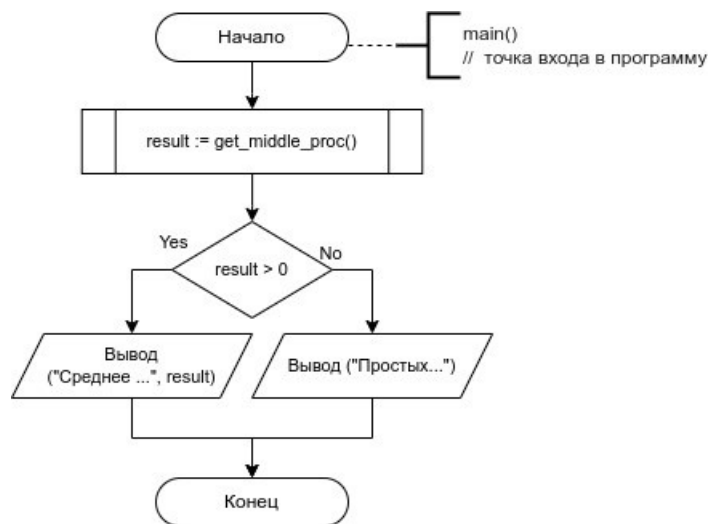 Начало
main()
// точка входа в программу
result := get_middle_proc()
Yes
No
result > 0
Вывод
("Среднее ...", result)
Вывод ("Простых...")
Конец